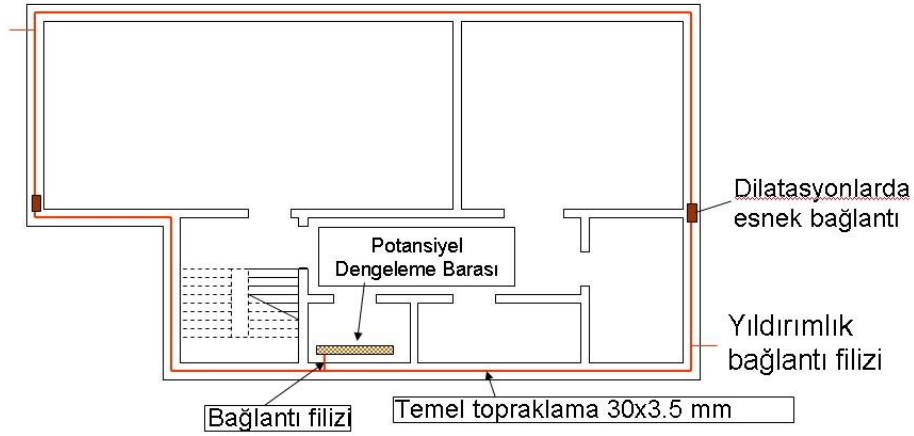 Dilatasyonlarda
esnek bağlantı
Potansiyel
Dengeleme Barası
Yıldırımlık
bağlantı filizi
Bağlantı filizi
Temel topraklama 30x3.5 mm